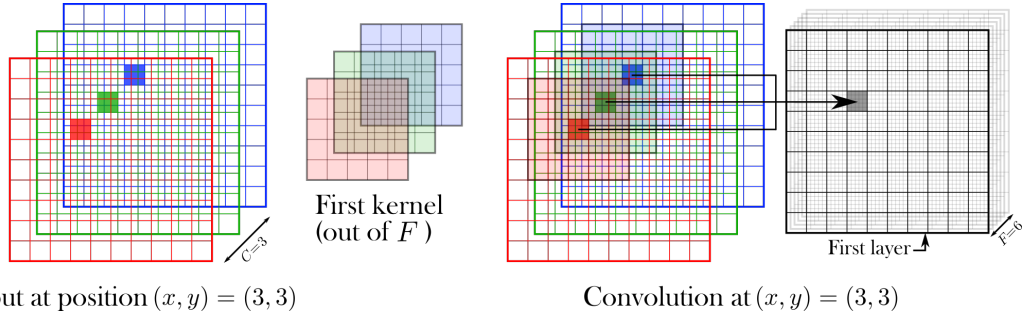 First kernel
(out of F )
C=3
First layer
F=6
out at position (x, y) = (3, 3)
Convolution at (x, y) = (3, 3)